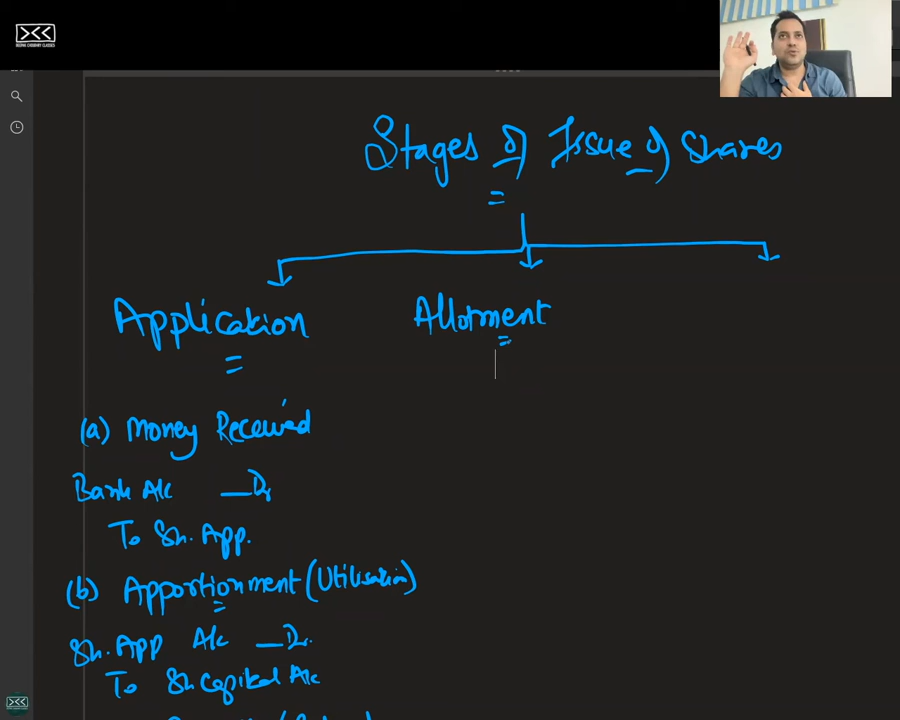 Stages of Issue of Shares
Application
Allotment
(a) Money Received
Bank A/c — Dr
To Sh. App.
(b) Apportionment (Utilisation)
Sh. App A/c — Dr.
To Sh Capital A/c